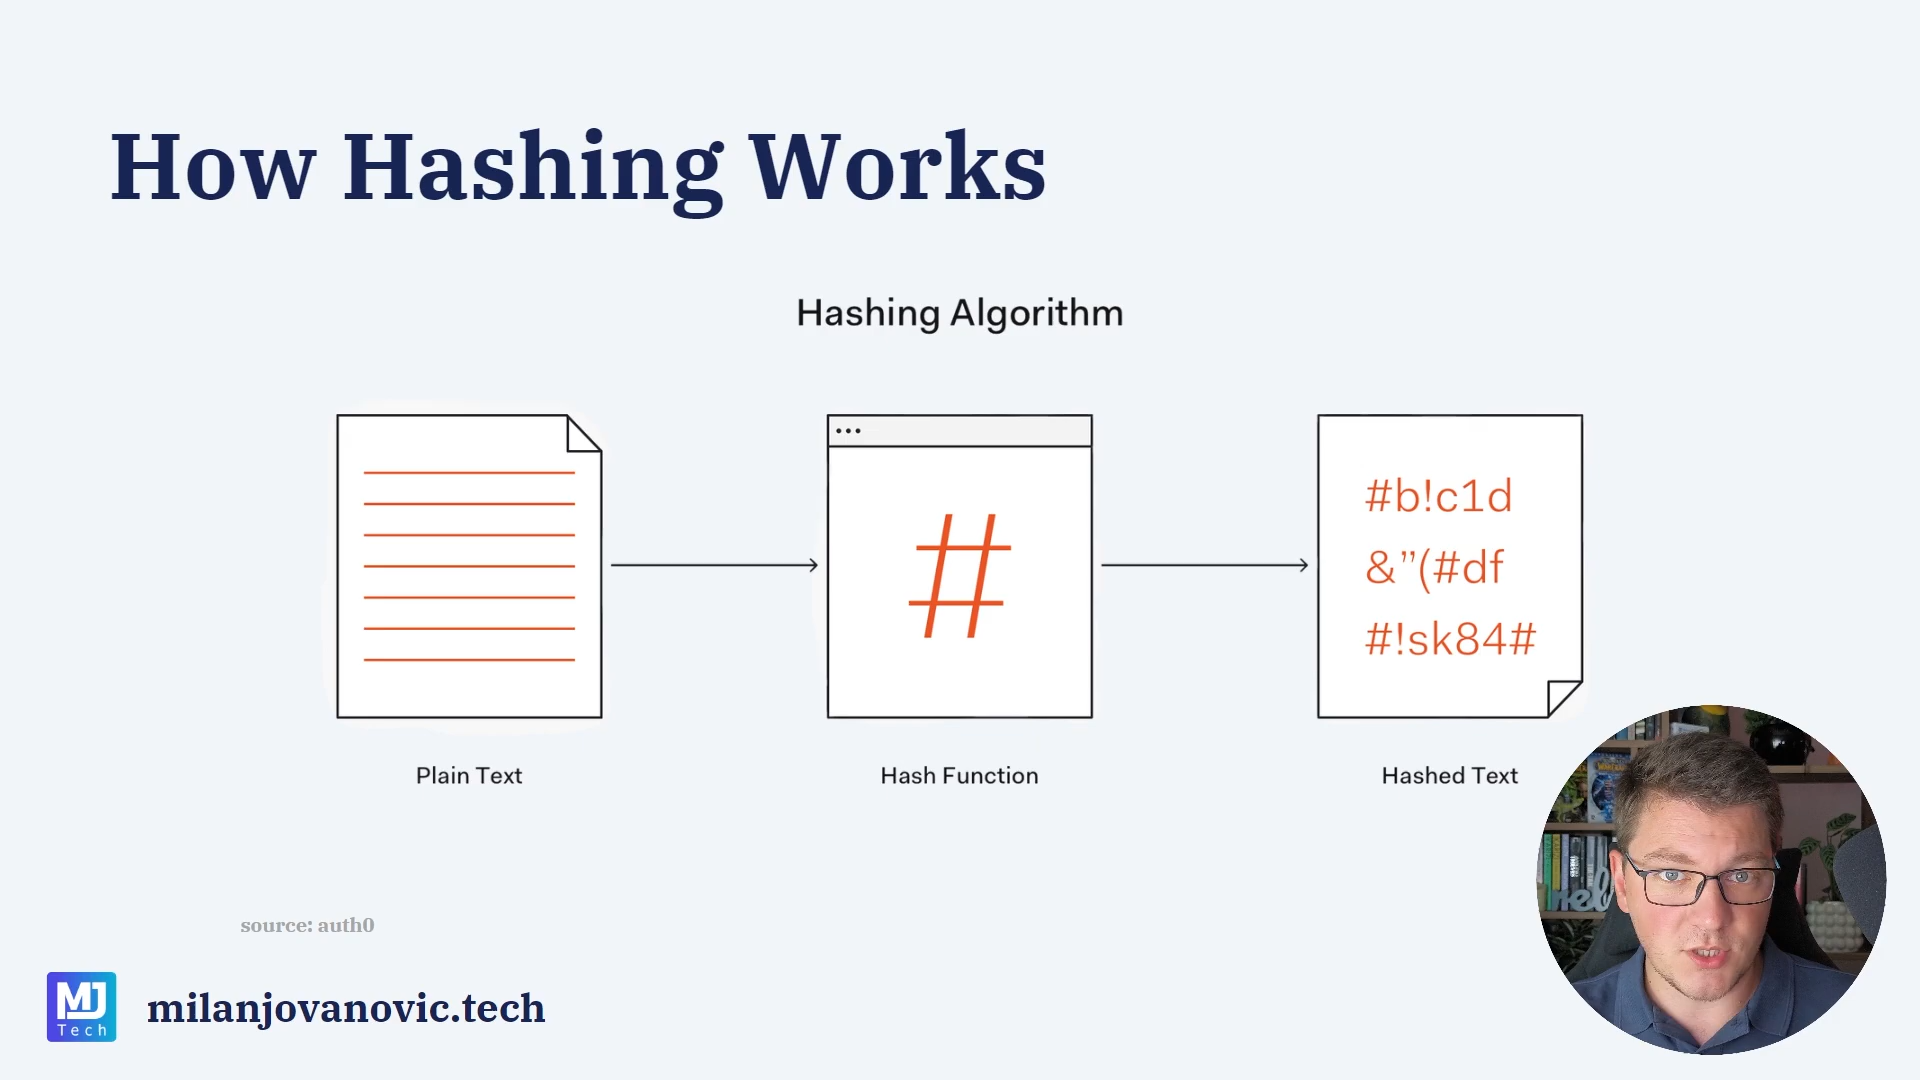 How Hashing Works
Hashing Algorithm
#
#b!c1d
&”(#df
#!sk84#
Plain Text
Hash Function
Hashed Text
source: auth0
MJ
Tech
milanjovanovic.tech